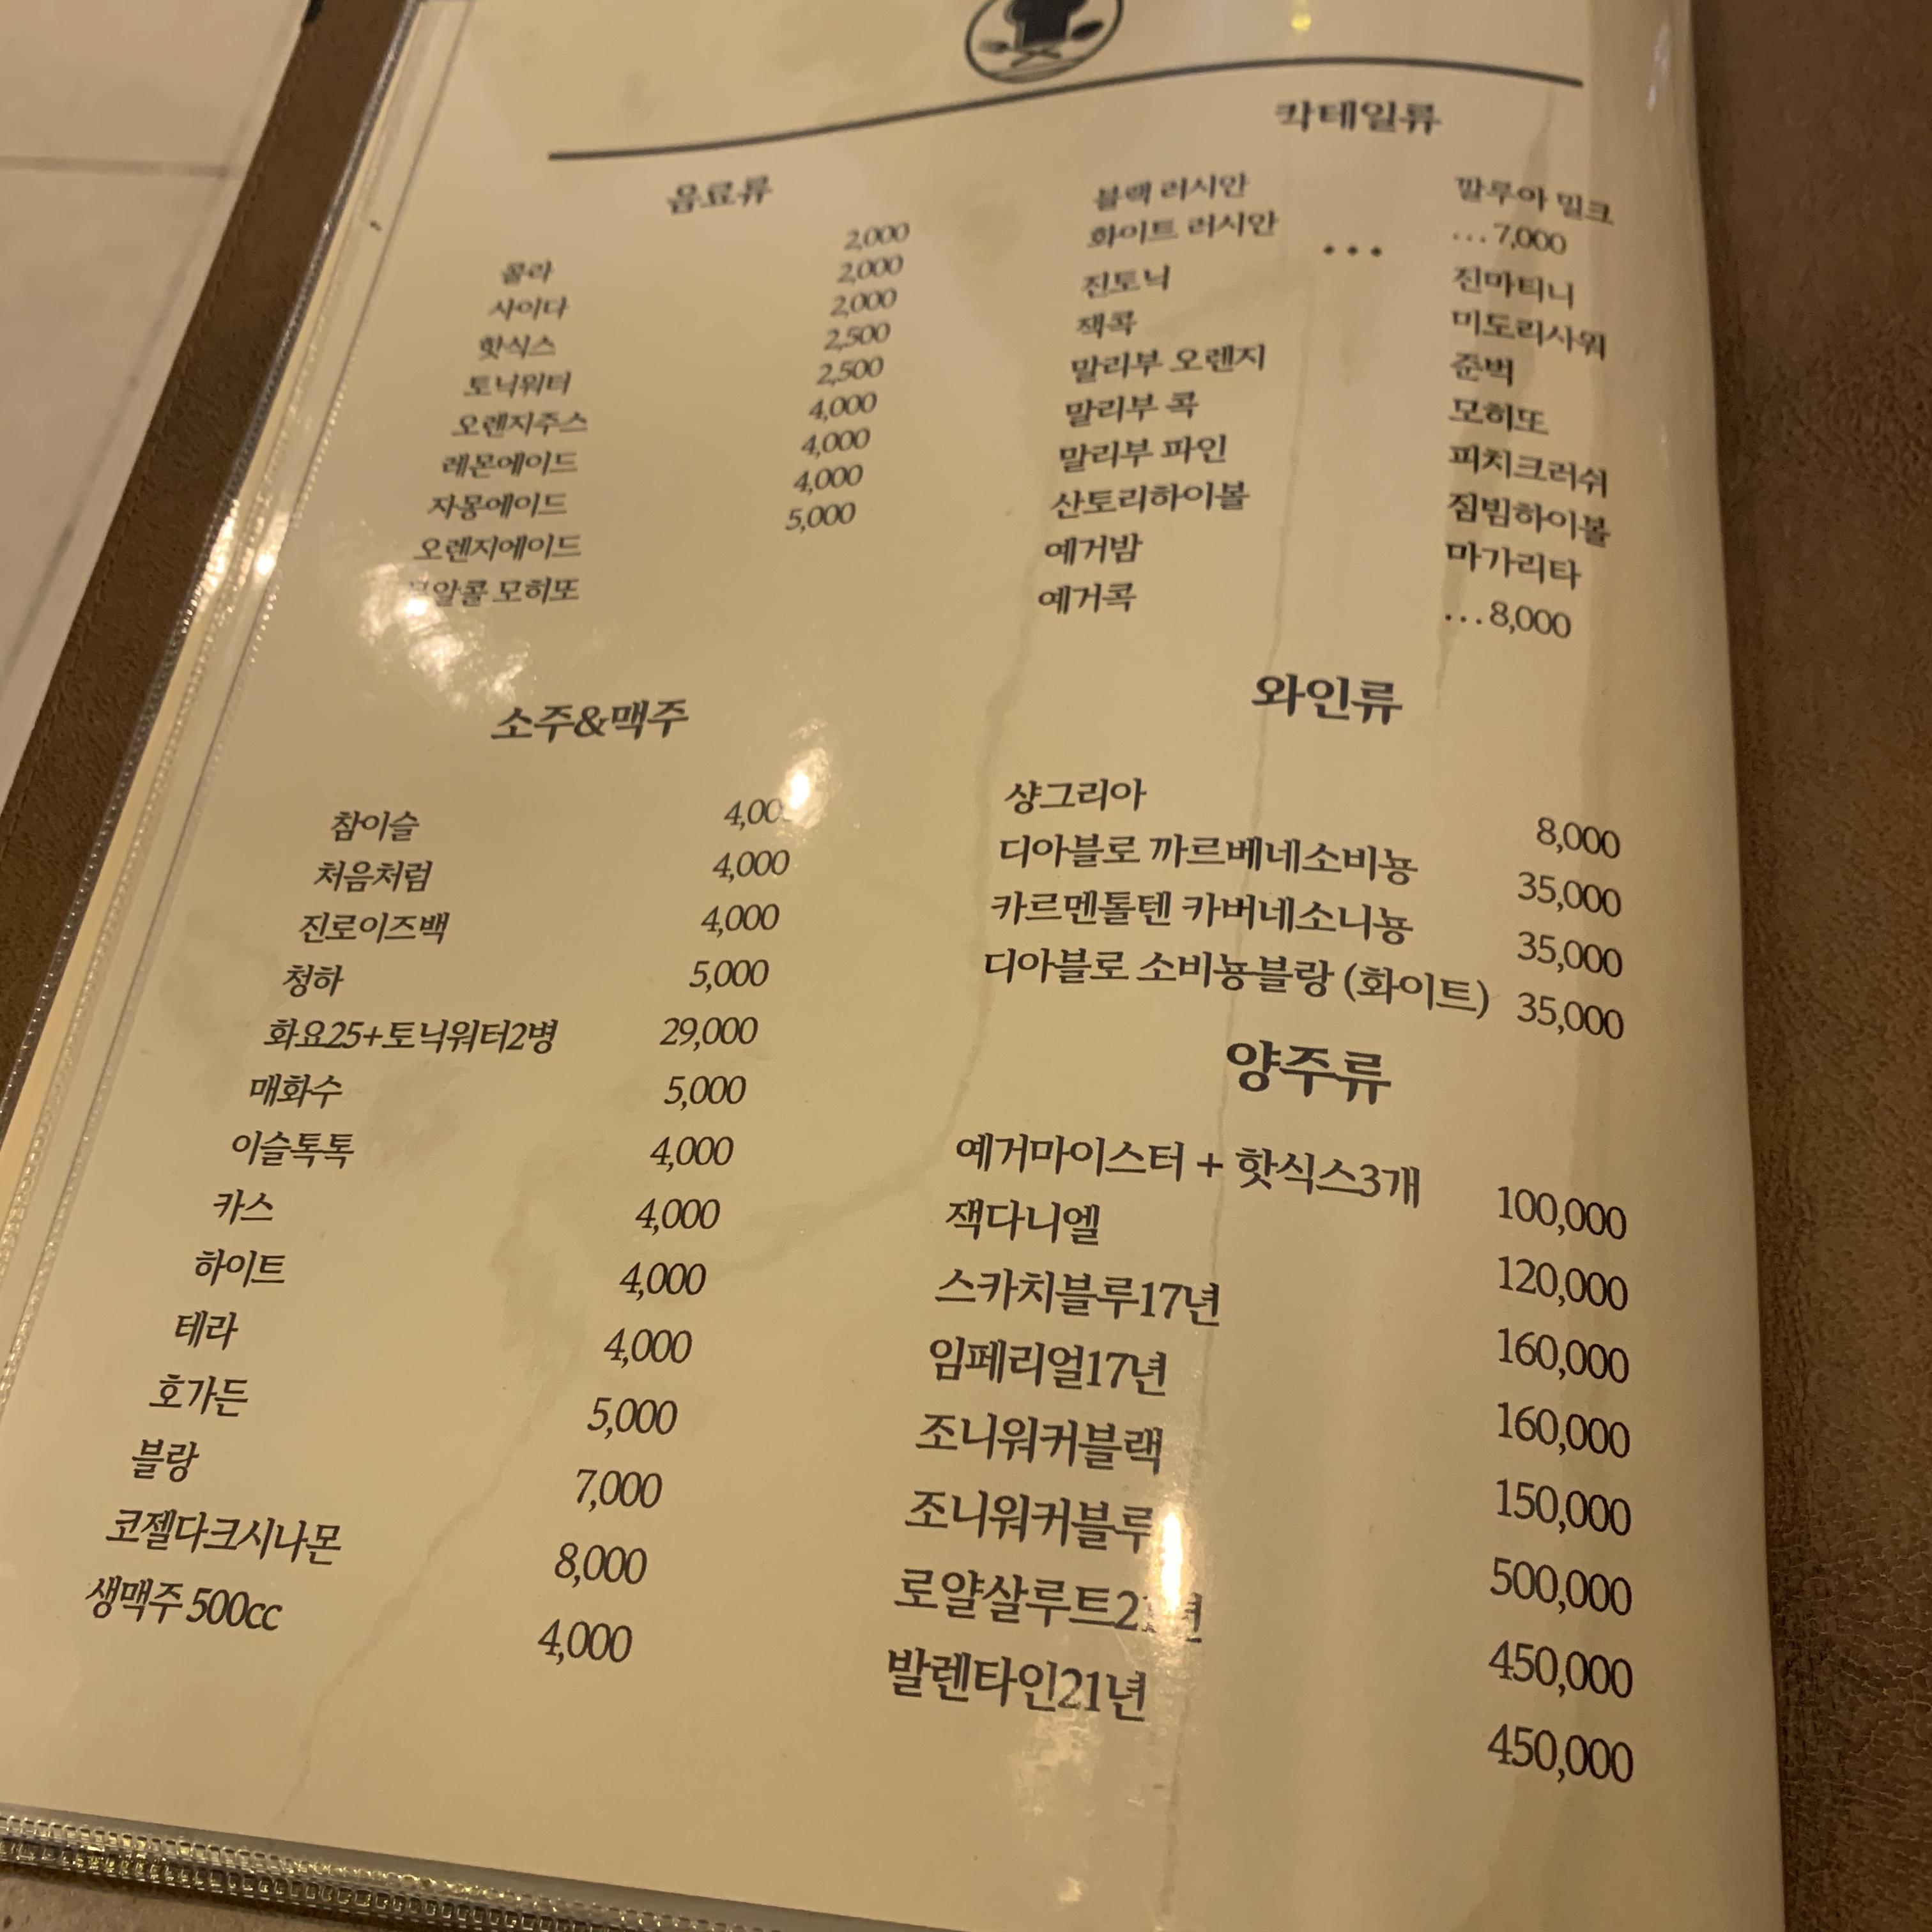 음료류
콜라 2,000
사이다 2,000
핫식스 2,000
토닉워터 2,500
오렌지주스 2,500
레몬에이드 4,000
자몽에이드 4,000
오렌지에이드 4,000
모히또 5,000
소주&맥주
참이슬
처음처럼 4,000
진로이즈백 4,000
청하 5,000
화요25+토닉워터2병 29,000
매화수 5,000
이슬톡톡 4,000
카스 4,000
하이트 4,000
테라 4,000
호가든 5,000
블랑 7,000
코젤다크시나몬 8,000
생맥주 500cc 4,000
칵테일류
블랙 러시안 깔루아 밀크
화이트 러시안 ... ...7,000
진토닉 진마티니
잭콕 미도리사워
말리부 오렌지 준벅
말리부 콕 모히또
말리부 파인 피치크러쉬
산토리하이볼 짐빔하이볼
예거밤 마가리타
예거콕 ...8,000
와인류
샹그리아 8,000
디아블로 까르베네소비뇽 35,000
카르멘톨텐 카버네소니뇽 35,000
디아블로 소비뇽블랑 (화이트) 35,000
양주류
예거마이스터 + 핫식스3개 100,000
잭다니엘 120,000
스카치블루17년 160,000
임페리얼17년 160,000
조니워커블랙 150,000
조니워커블루 500,000
로얄살루트21년 450,000
발렌타인21년 450,000